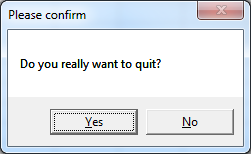 Please confirm
Do you really want to quit?
Yes
No